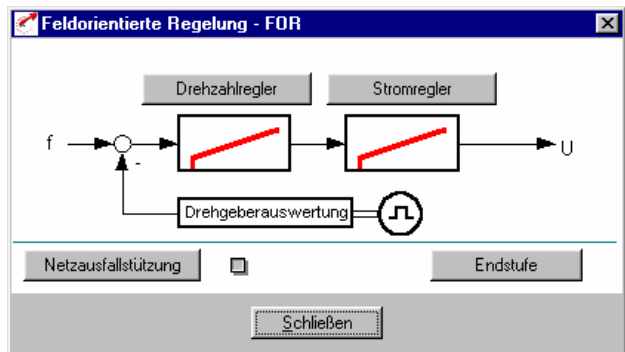 Feldorientierte Regelung - FOR
Drehzahlregler Stromregler
f - U
Drehgeberauswertung
Netzausfallstützung Endstufe
Schließen